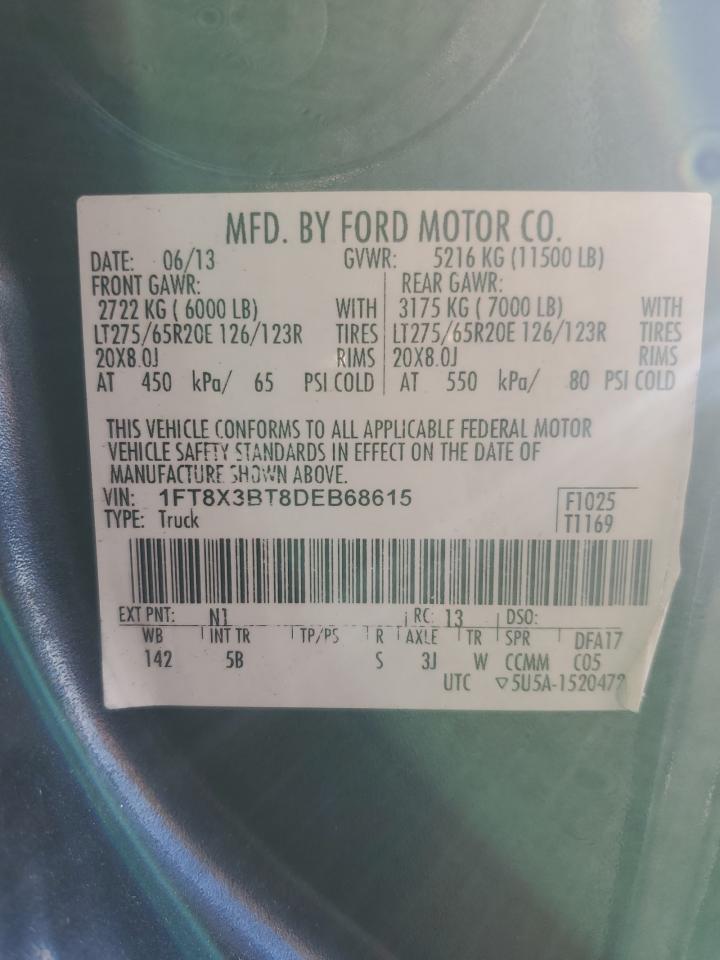 MFD. BY FORD MOTOR CO.
DATE: 06/13 GVWR: 5216 KG (11500 LB)
FRONT GAWR: REAR GAWR:
2722 KG ( 6000 LB) WITH 3175 KG ( 7000 LB) WITH
LT275/65R20E 126/123R TIRES LT275/65R20E 126/123R TIRES
20X8.0J RIMS 20X8.0J RIMS
AT 450 kPa/ 65 PSI COLD AT 550 kPa/ 80 PSI COLD
THIS VEHICLE CONFORMS TO ALL APPLICABLE FEDERAL MOTOR
VEHICLE SAFETY STANDARDS IN EFFECT ON THE DATE OF
MANUFACTURE SHOWN ABOVE.
VIN: 1FT8X3BT8DEB68615 F1025
TYPE: Truck T1169
EXT PNT: N1 RC: 13 DSO:
WB INT TR TP/PS R AXLE TR SPR DFA17
142 5B S 3J W CCMM C05
UTC ▽5U5A-1520472